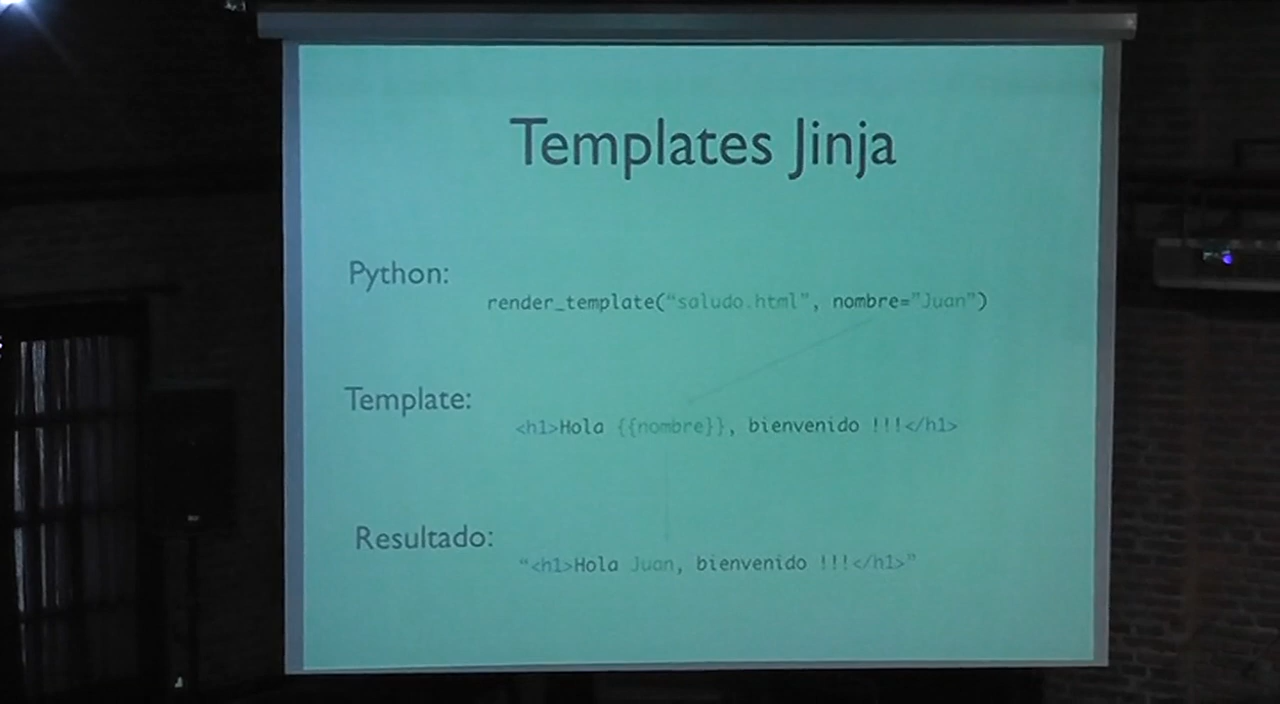 Templates Jinja
Python:
render_template(“saludo.html”, nombre=”Juan”)
Template:
<h1>Hola {{nombre}}, bienvenido !!!</h1>
Resultado:
“<h1>Hola Juan, bienvenido !!!</h1>”